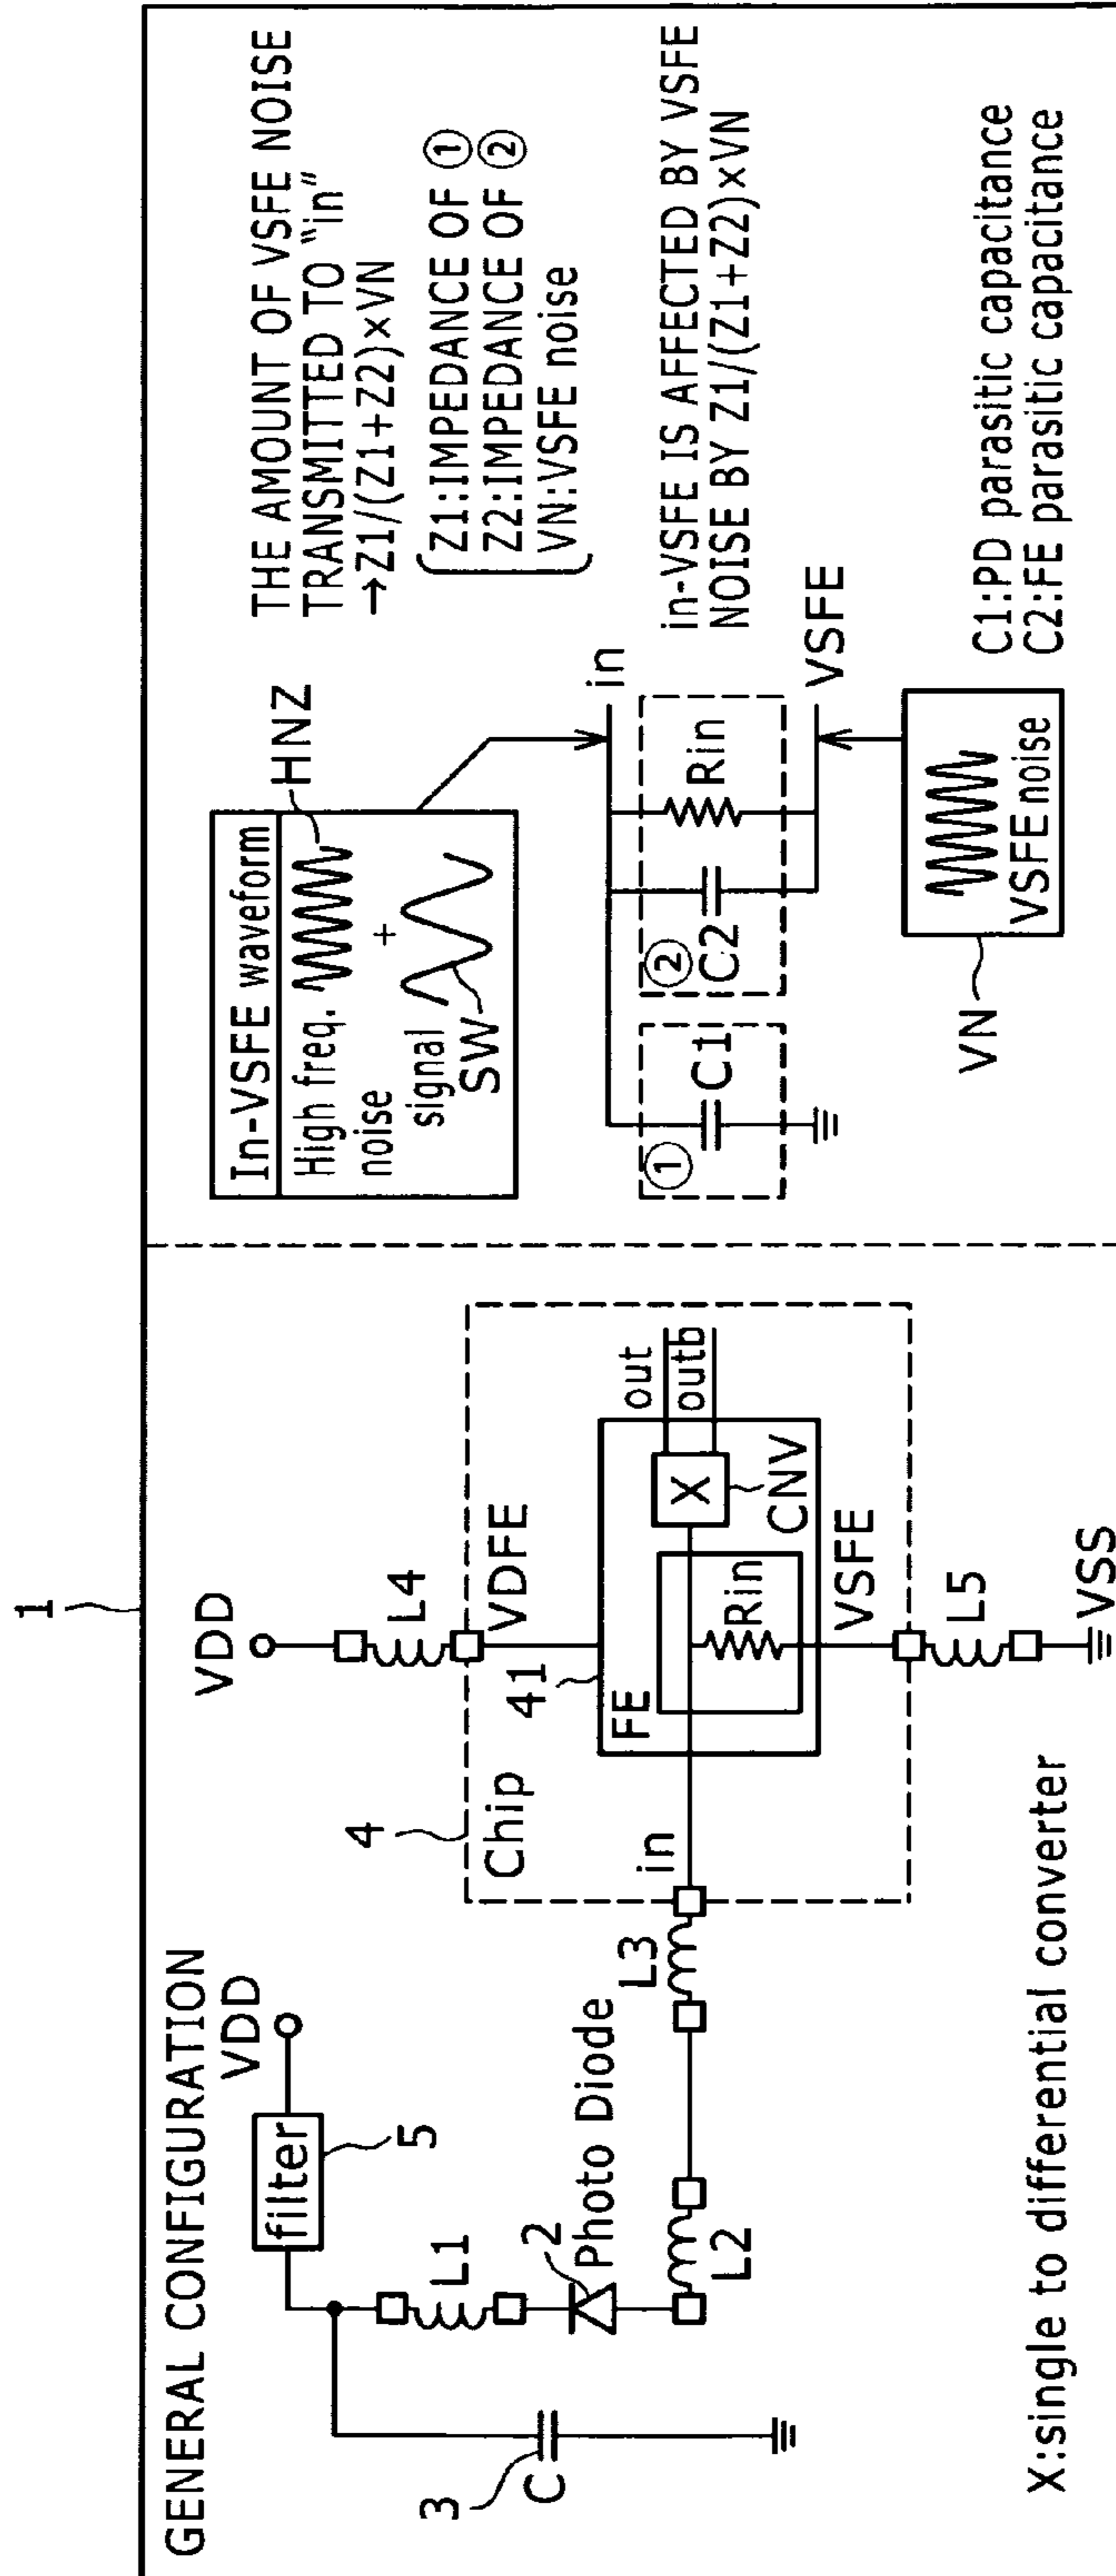 1
GENERAL CONFIGURATION
VDD
filter
5
L1
2
Photo Diode
3
C
L2
L3
in
4
Chip
VDD
L4
VDFE
41
FE
Rin
X
CNV
out
outb
VSFE
L5
VSS
X:single to differential converter
In-VSFE waveform
High freq.
noise
+
signal
SW
HNZ
THE AMOUNT OF VSFE NOISE
TRANSMITTED TO "in"
→Z1/(Z1+Z2)×VN
Z1:IMPEDANCE OF ①
Z2:IMPEDANCE OF ②
VN:VSFE noise
in
①
C1
②
C2
Rin
VSFE
in-VSFE IS AFFECTED BY VSFE
NOISE BY Z1/(Z1+Z2)×VN
VN
VSFE noise
C1:PD parasitic capacitance
C2:FE parasitic capacitance